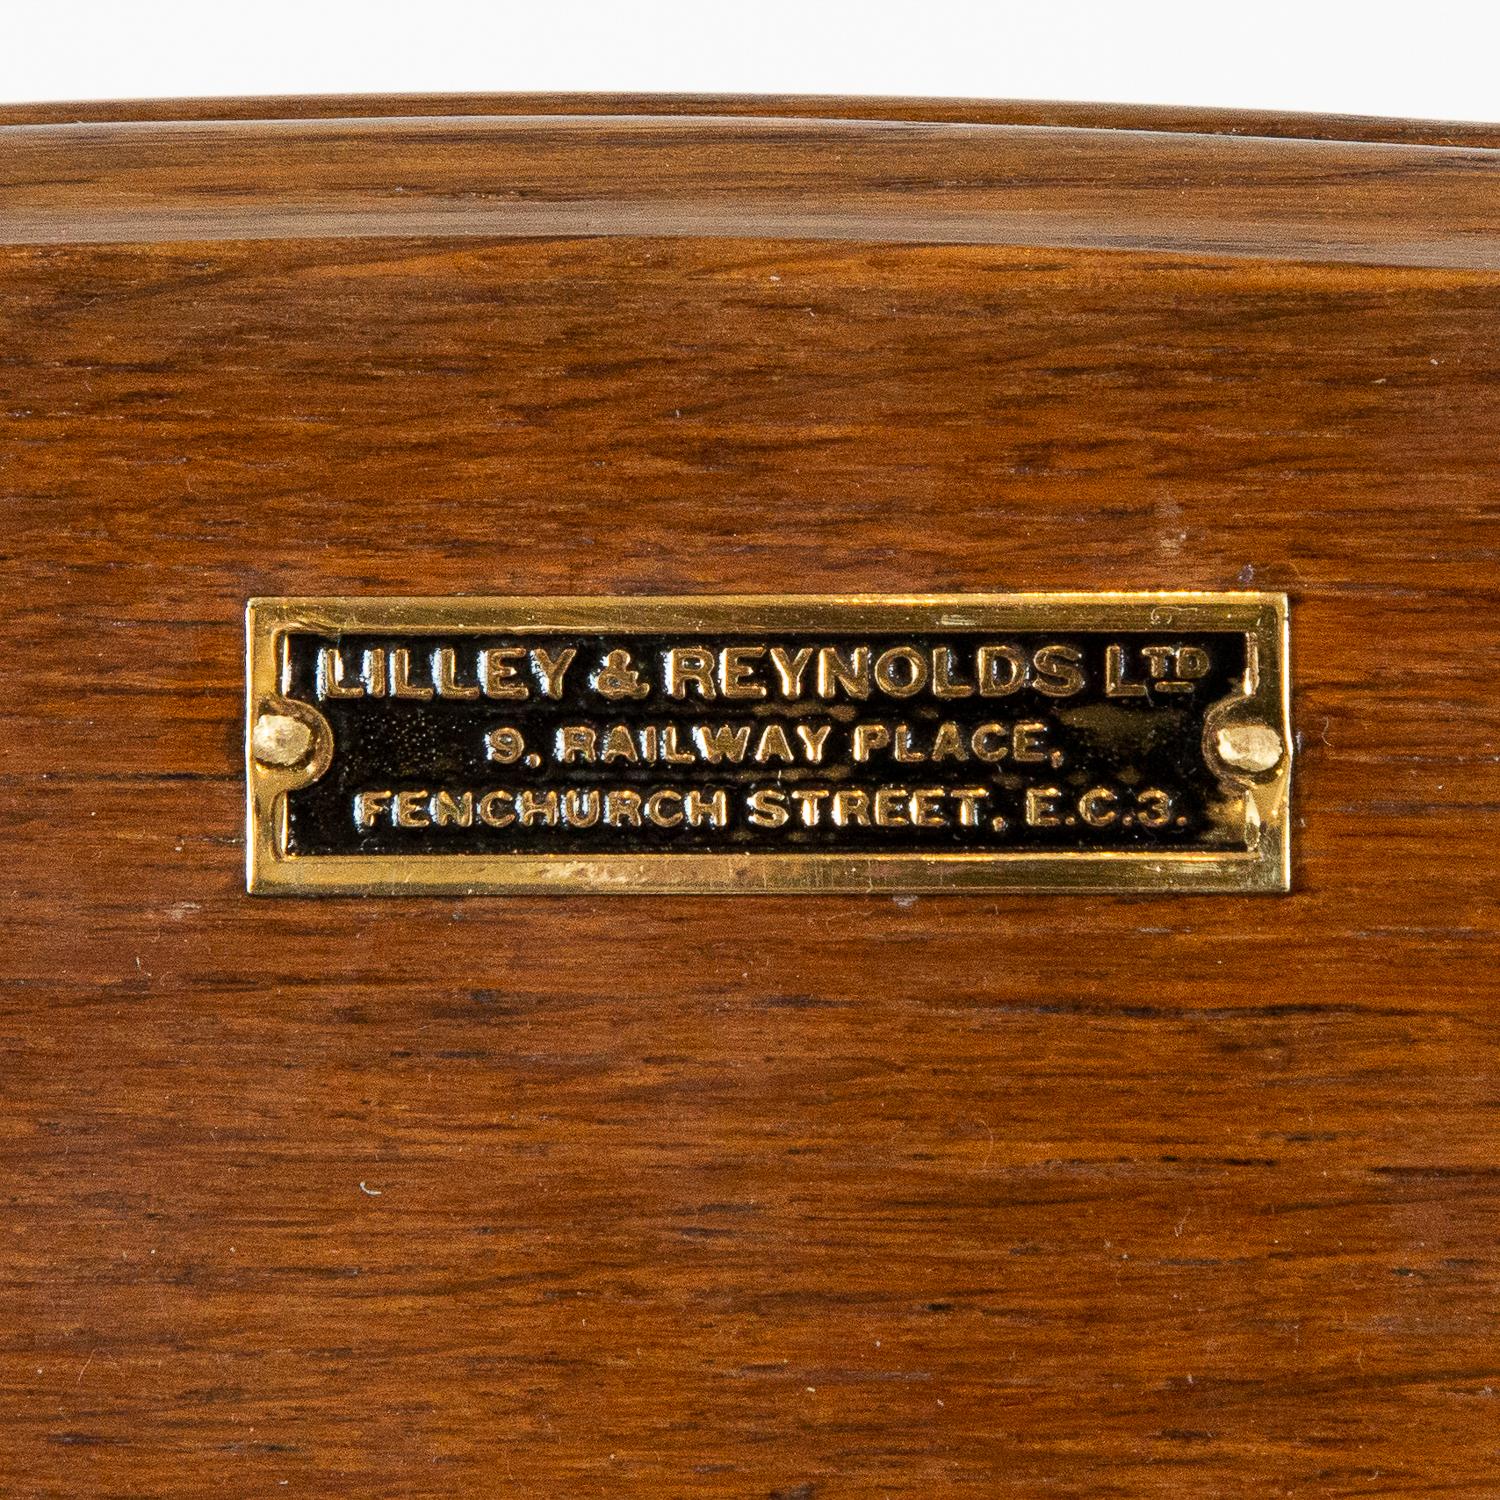 LILLEY & REYNOLDS LTD
9, RAILWAY PLACE,
FENCHURCH STREET, E.C.3.